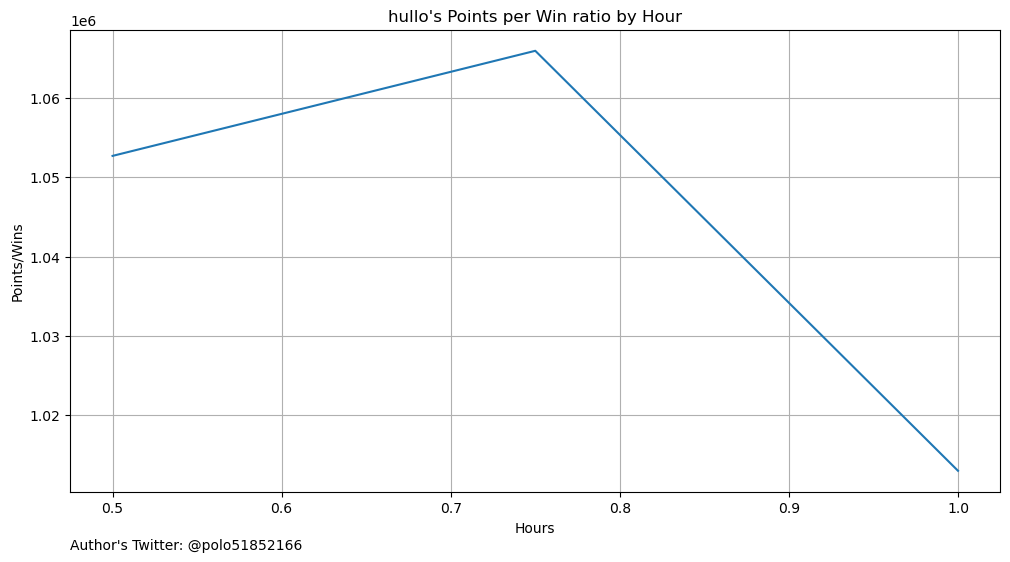 hullo's Points per Win ratio by Hour
1e6
1.06
1.05
1.04
1.03
1.02
Points/Wins
0.5 0.6 0.7 0.8 0.9 1.0
Hours
Author's Twitter: @polo51852166